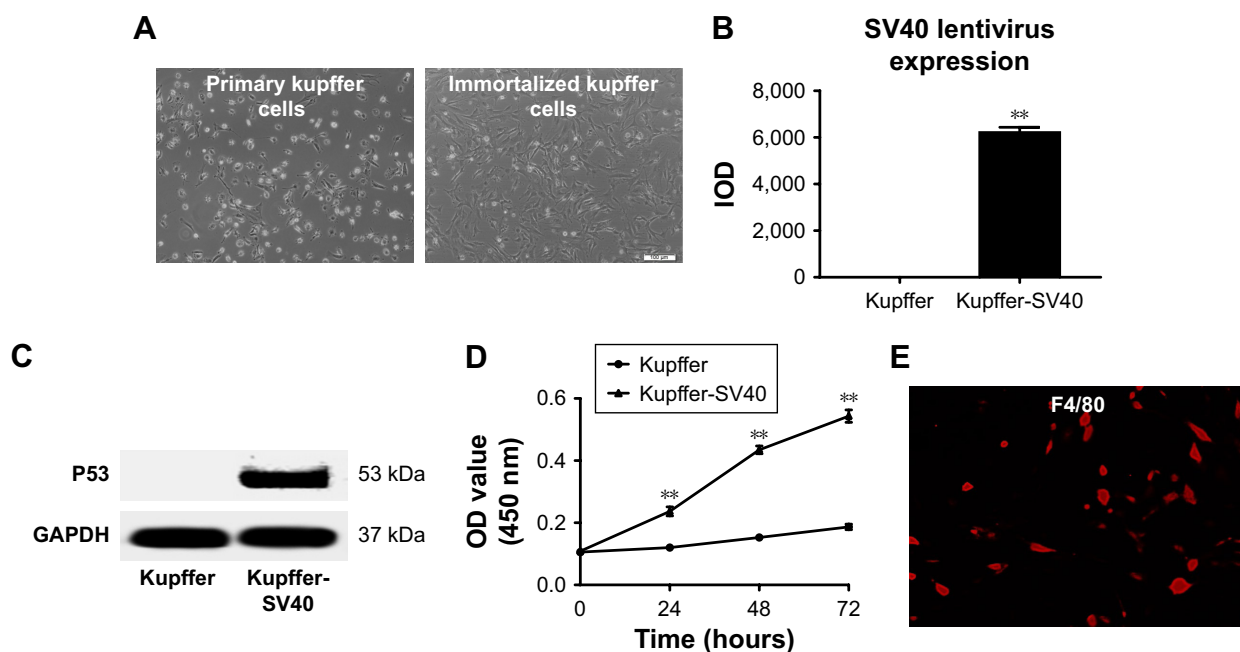 A
Primary kupffer
cells
Immortalized kupffer
cells
100 µm
B
SV40 lentivirus
expression
8,000
6,000
4,000
2,000
0
IOD
**
Kupffer
Kupffer-SV40
C
P53
53 kDa
GAPDH
37 kDa
Kupffer
Kupffer-
SV40
D
Kupffer
Kupffer-SV40
OD value
(450 nm)
0.6
0.4
0.2
0.0
**
**
**
0
24
48
72
Time (hours)
E
F4/80